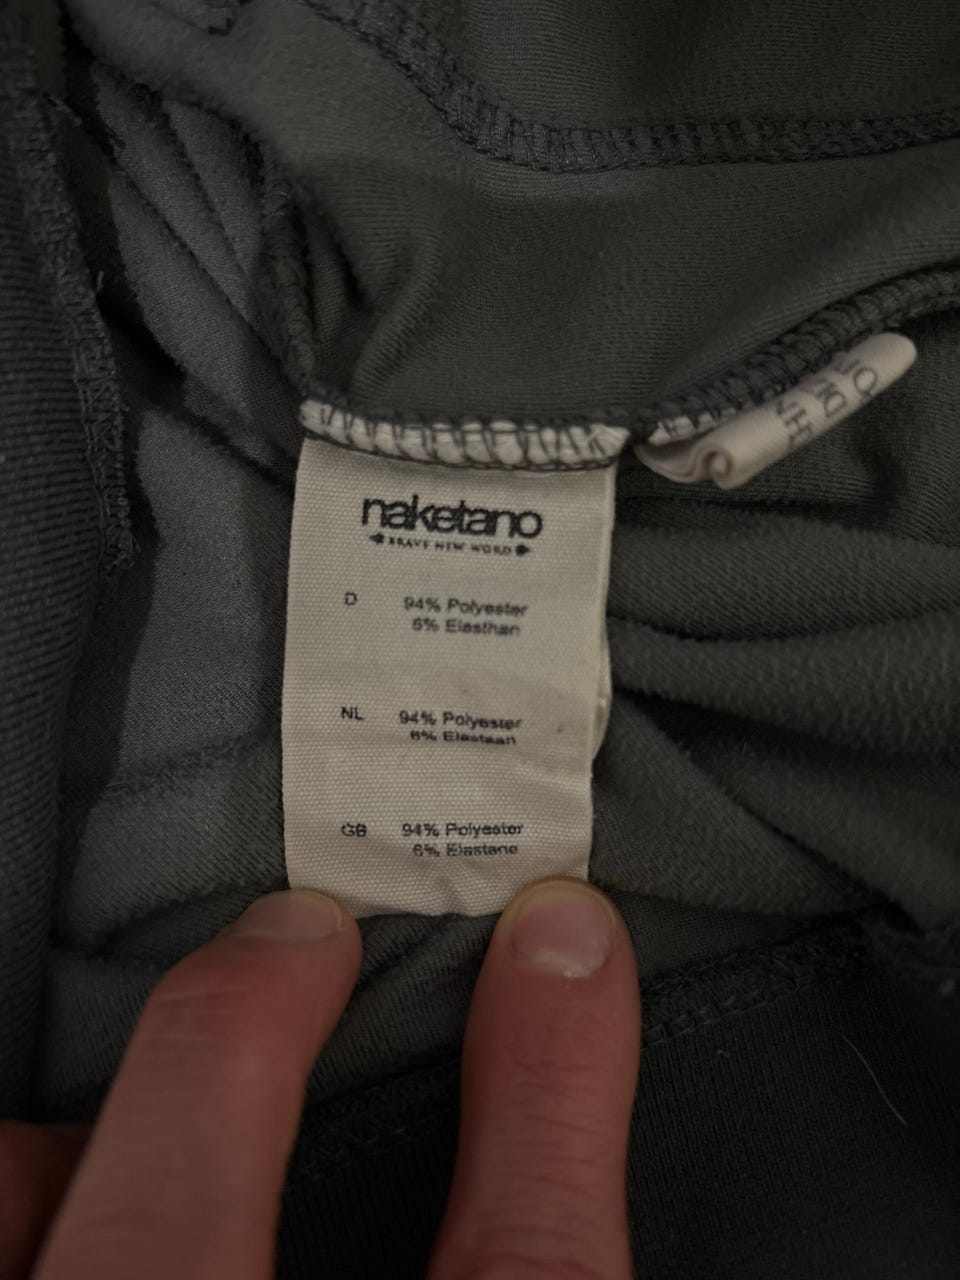 naketano
BRAVE NEW WORD
D 94% Polyester
6% Elasthan
NL 94% Polyester
6% Elastaan
GB 94% Polyester
6% Elastane